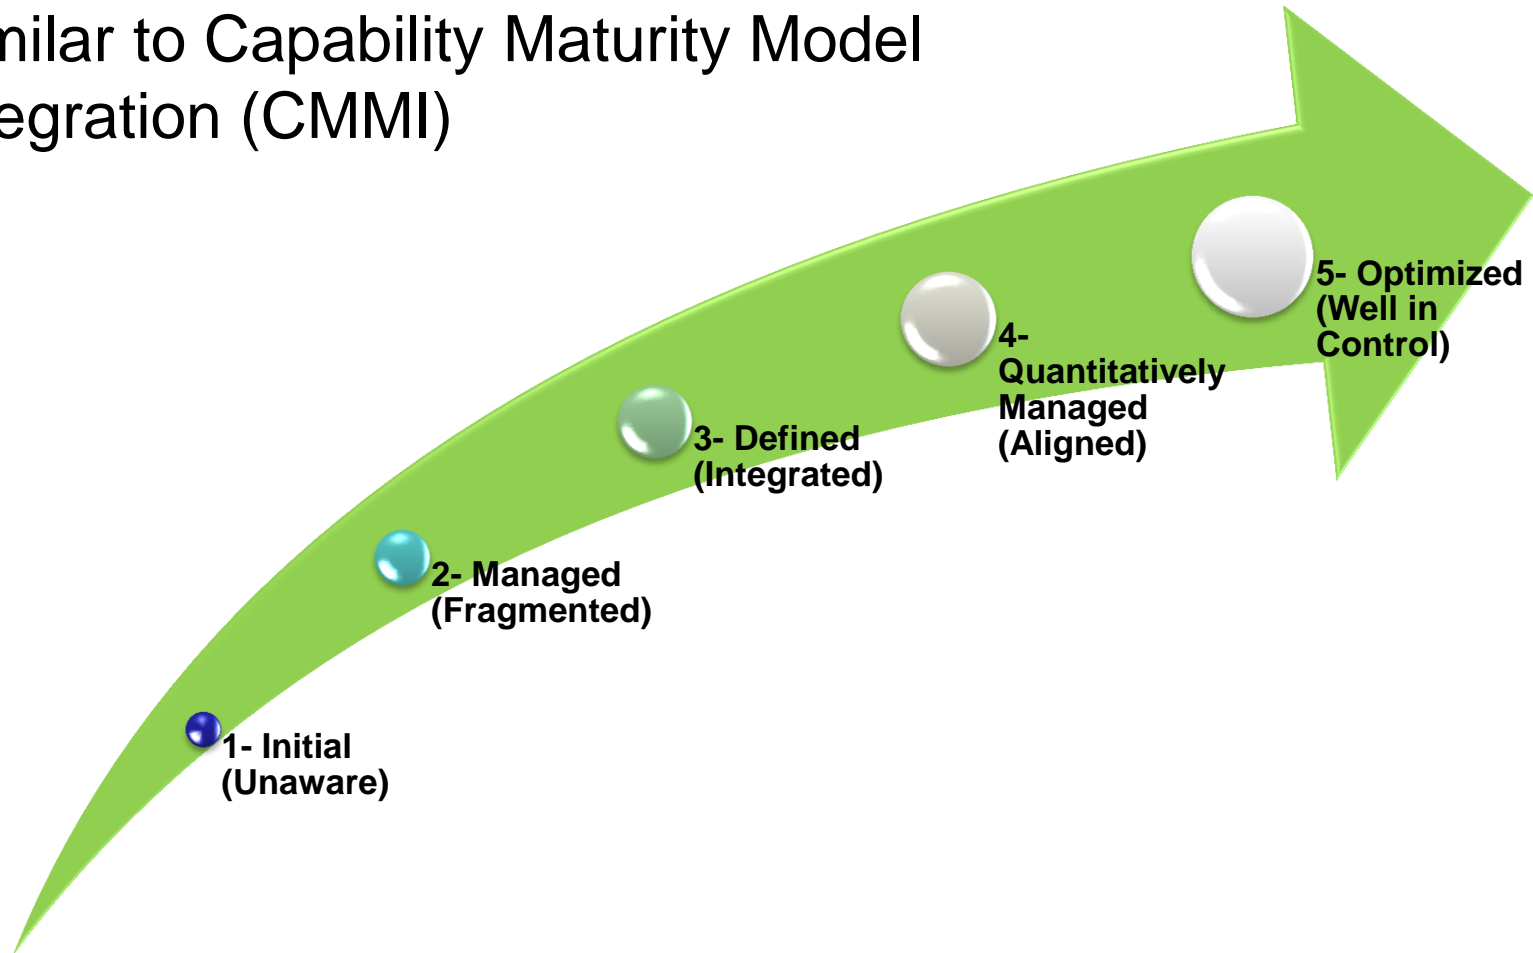 milar to Capability Maturity Model
egration (CMMI)
5- Optimized
(Well in
Control)
4-
Quantitatively
Managed
(Aligned)
3- Defined
(Integrated)
2- Managed
(Fragmented)
1- Initial
(Unaware)